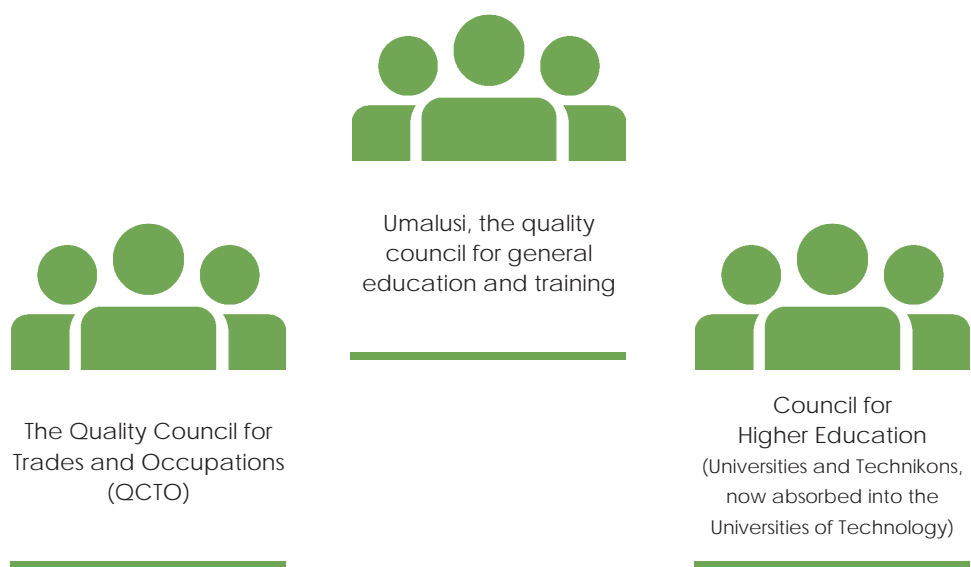 Umalusi, the quality
council for general
education and training
The Quality Council for
Trades and Occupations
(QCTO)
Council for
Higher Education
(Universities and Technikons,
now absorbed into the
Universities of Technology)